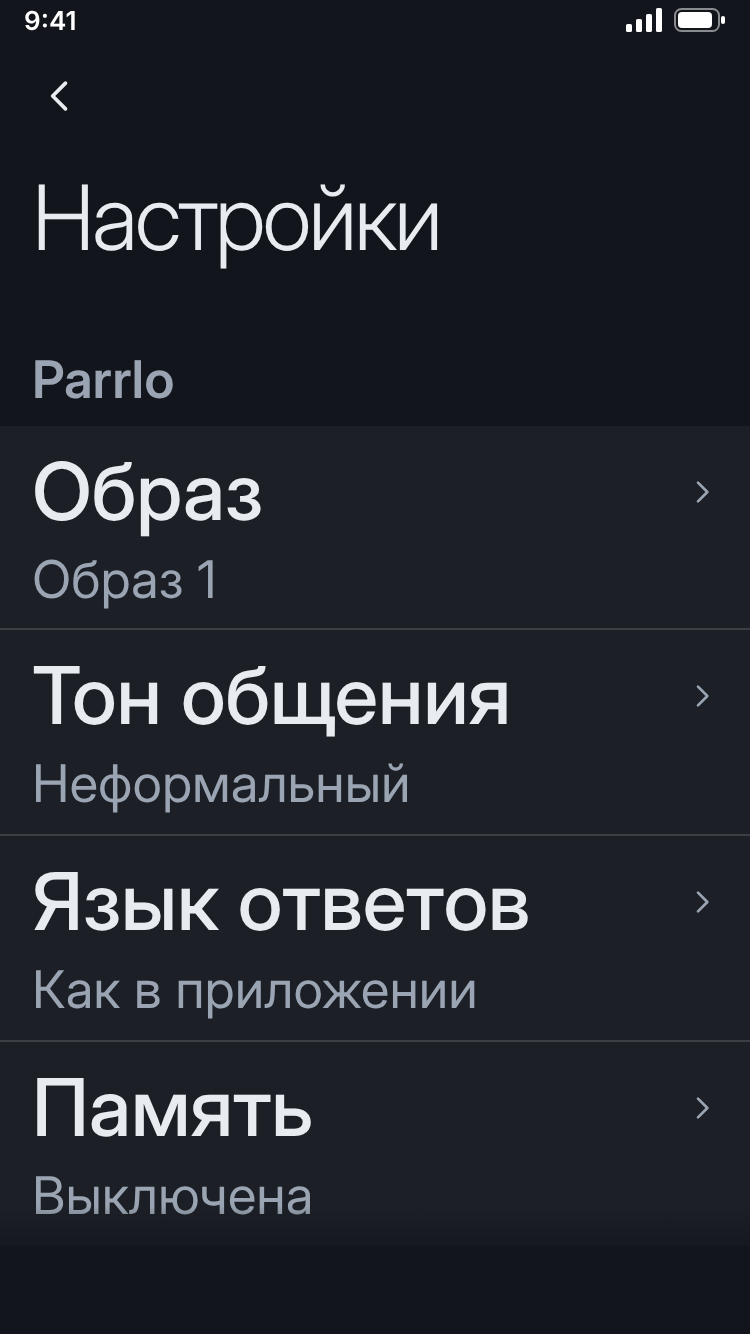 9:41
Настройки
Parrlo
Образ
Образ 1
Тон общения
Неформальный
Язык ответов
Как в приложении
Память
Выключена